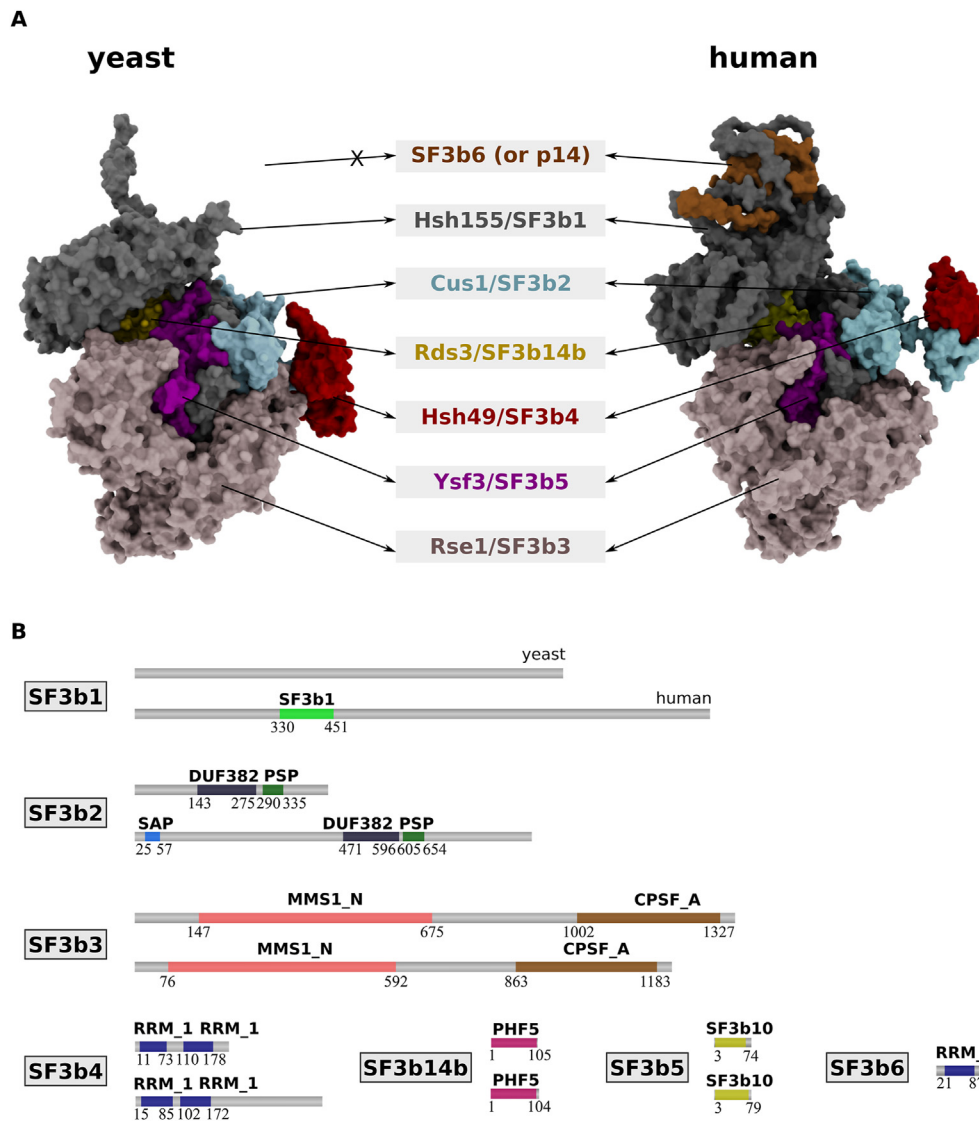 A
yeast
human
X
SF3b6 (or p14)
Hsh155/SF3b1
Cus1/SF3b2
Rds3/SF3b14b
Hsh49/SF3b4
Ysf3/SF3b5
Rse1/SF3b3
B
yeast
SF3b1
SF3b1
human
330 451
DUF382 PSP
143 275 290 335
SF3b2
SAP DUF382 PSP
25 57 471 596 605 654
MMS1_N CPSF_A
147 675 1002 1327
SF3b3
MMS1_N CPSF_A
76 592 863 1183
RRM_1 RRM_1
11 73 110 178
SF3b4
RRM_1 RRM_1
15 85 102 172
PHF5
1 105
SF3b14b
PHF5
1 104
SF3b10
3 74
SF3b5
SF3b10
3 79
SF3b6
21